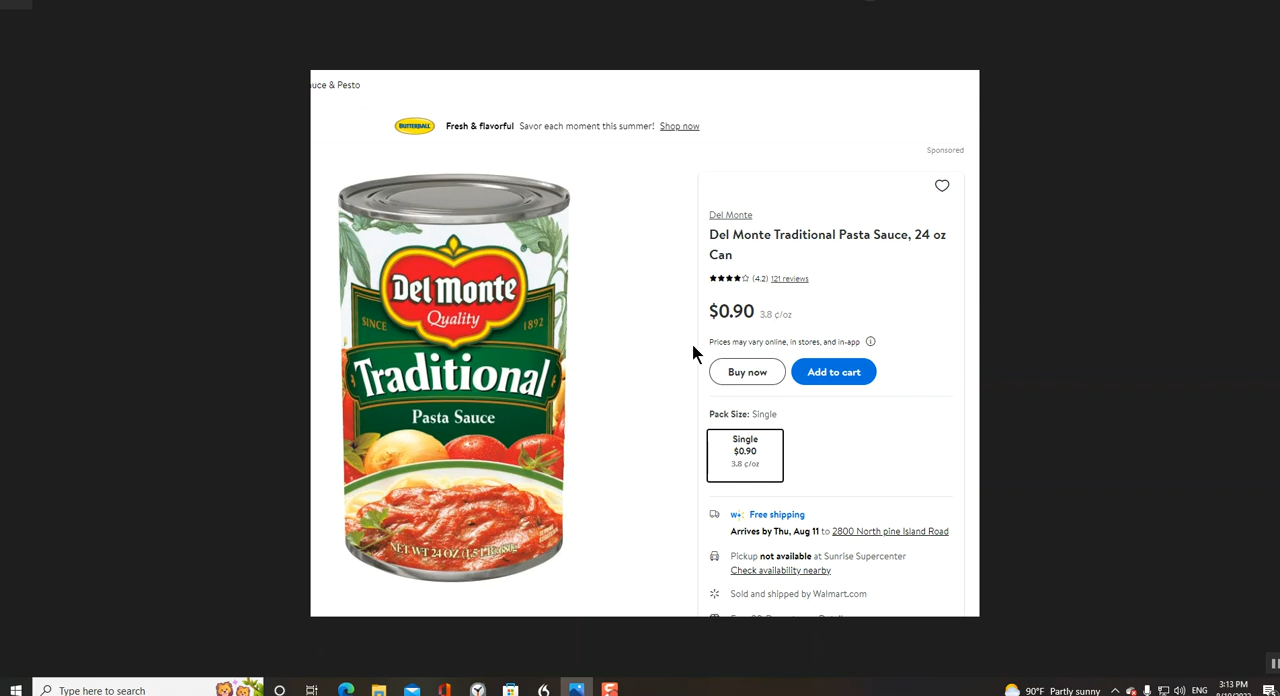 uce & Pesto
BUTTERBALL Fresh & flavorful Savor each moment this summer! Shop now
Sponsored
Del Monte
Quality
SINCE 1892
Traditional
Pasta Sauce
NET WT 24 OZ
Del Monte
Del Monte Traditional Pasta Sauce, 24 oz
Can
(4.2) 121 reviews
$0.90 3.8 ¢/oz
Prices may vary online, in stores, and in-app
Buy now Add to cart
Pack Size: Single
Single
$0.90
3.8 ¢/oz
W+ Free shipping
Arrives by Thu, Aug 11 to 2800 North pine Island Road
Pickup not available at Sunrise Supercenter
Check availability nearby
Sold and shipped by Walmart.com
Type here to search
90°F Partly sunny ENG 3:13 PM